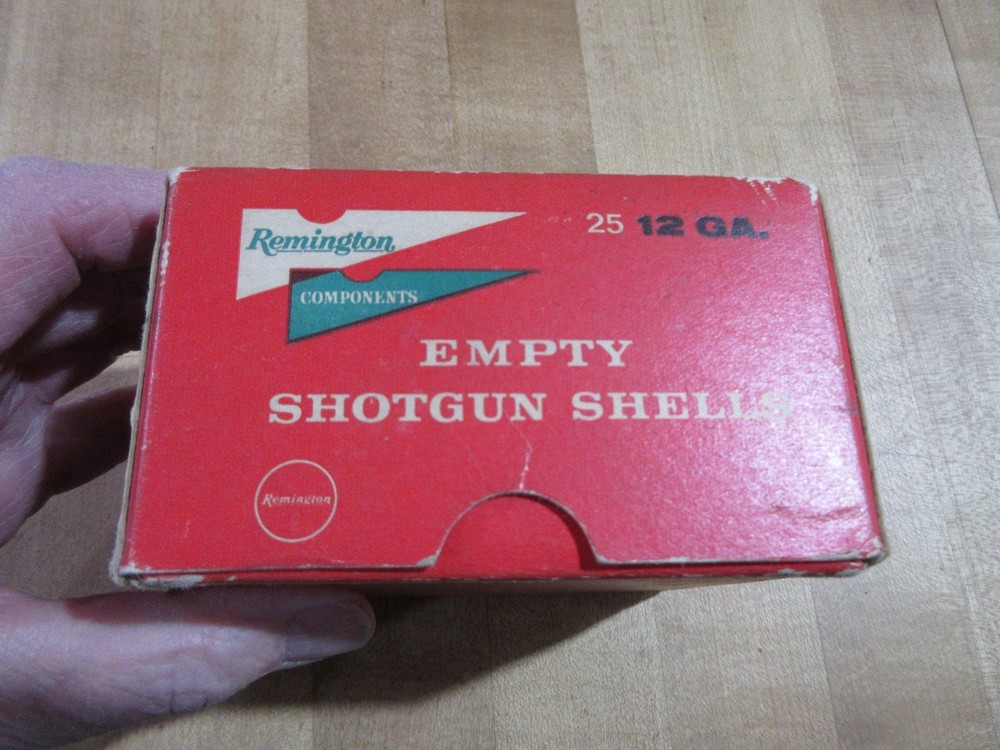 Remington
25 12 GA.
COMPONENTS
EMPTY
SHOTGUN SHELLS
Remington